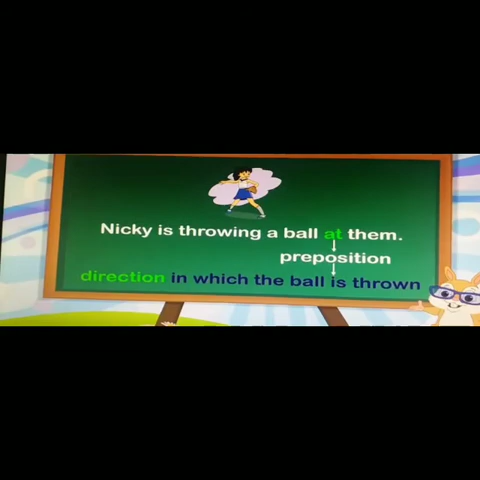 Nicky is throwing a ball at them.
preposition
direction in which the ball is thrown